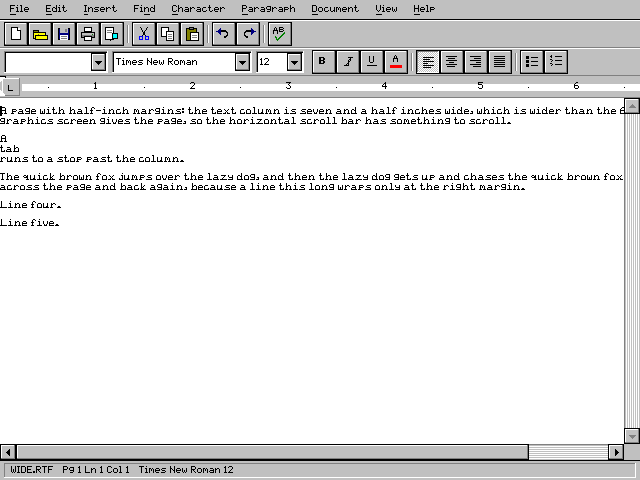 File Edit Insert Find Character Paragraph Document View Help
AB
Times New Roman 12 B I U A
L 1 2 3 4 5 6
A page with half-inch margins: the text column is seven and a half inches wide, which is wider than the 6
graphics screen gives the page, so the horizontal scroll bar has something to scroll.
A
tab
runs to a stop past the column.
The quick brown fox jumps over the lazy dog, and then the lazy dog gets up and chases the quick brown fox
across the page and back again, because a line this long wraps only at the right margin.
Line four.
Line five.
WIDE.RTF Pg 1 Ln 1 Col 1 Times New Roman 12